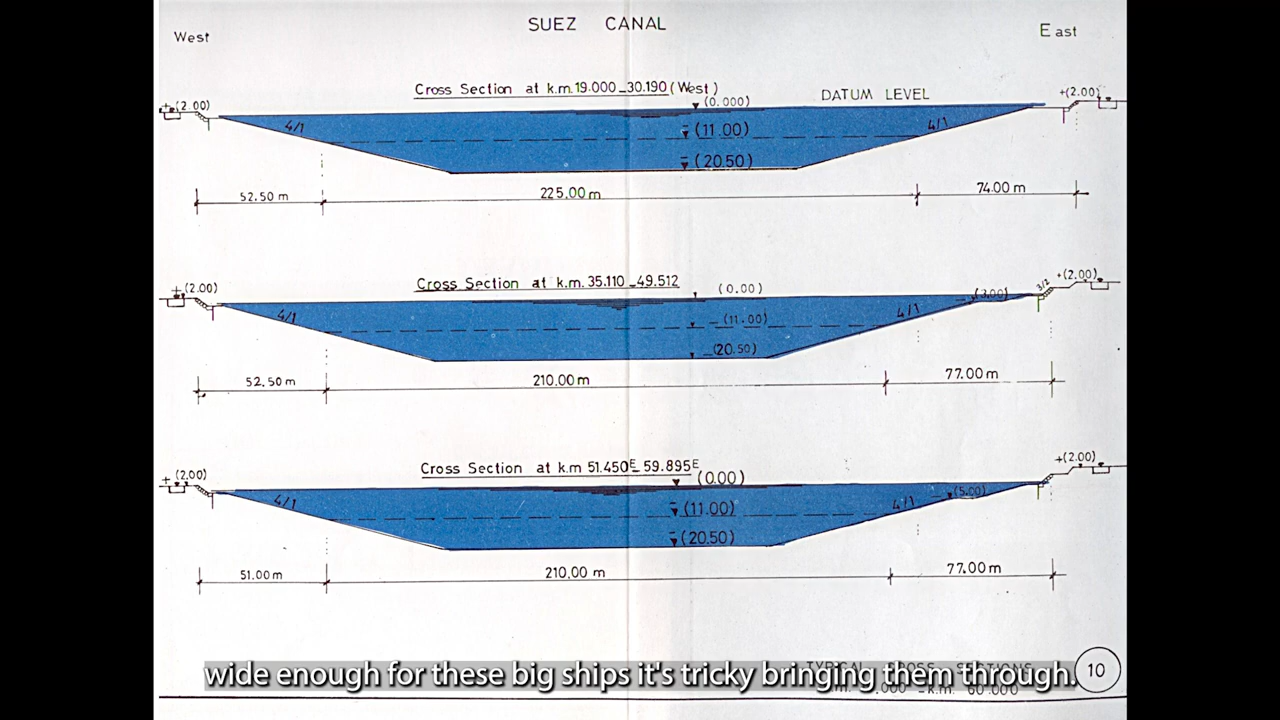 SUEZ CANAL
West
East
Cross Section at k.m. 19.000_30.190 (West)
DATUM LEVEL
+(2.00)
(0.000)
+(2.00)
4/1
-(11.00)
4/1
-(20.50)
52.50 m
225.00 m
74.00 m
Cross Section at k.m. 35.110_49.512
(0.00)
+(2.00)
+(2.00)
3/2
(3.00)
4/1
-(11.00)
4/1
-(20.50)
52.50 m
210.00 m
77.00 m
Cross Section at k.m 51.450E_ 59.895E
(0.00)
+(2.00)
+(2.00)
4/1
-(11.00)
4/1
(5.00)
-(20.50)
51.00 m
210.00 m
77.00 m
wide enough for these big ships it's tricky bringing them through.
10
k.m. 60.000